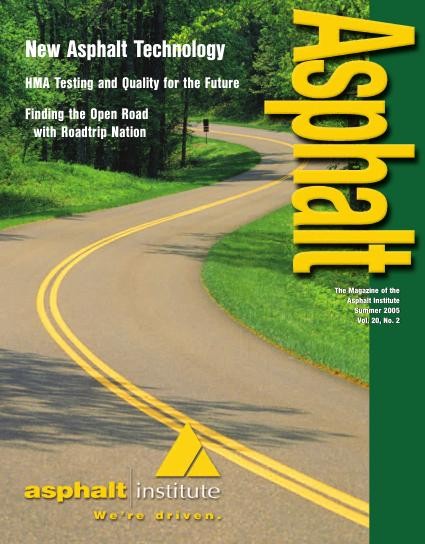 New Asphalt Technology
HMA Testing and Quality for the Future
Finding the Open Road
with Roadtrip Nation
Asphalt
The Magazine of the
Asphalt Institute
Summer 2005
Vol. 20, No. 2
asphalt institute
We're driven.